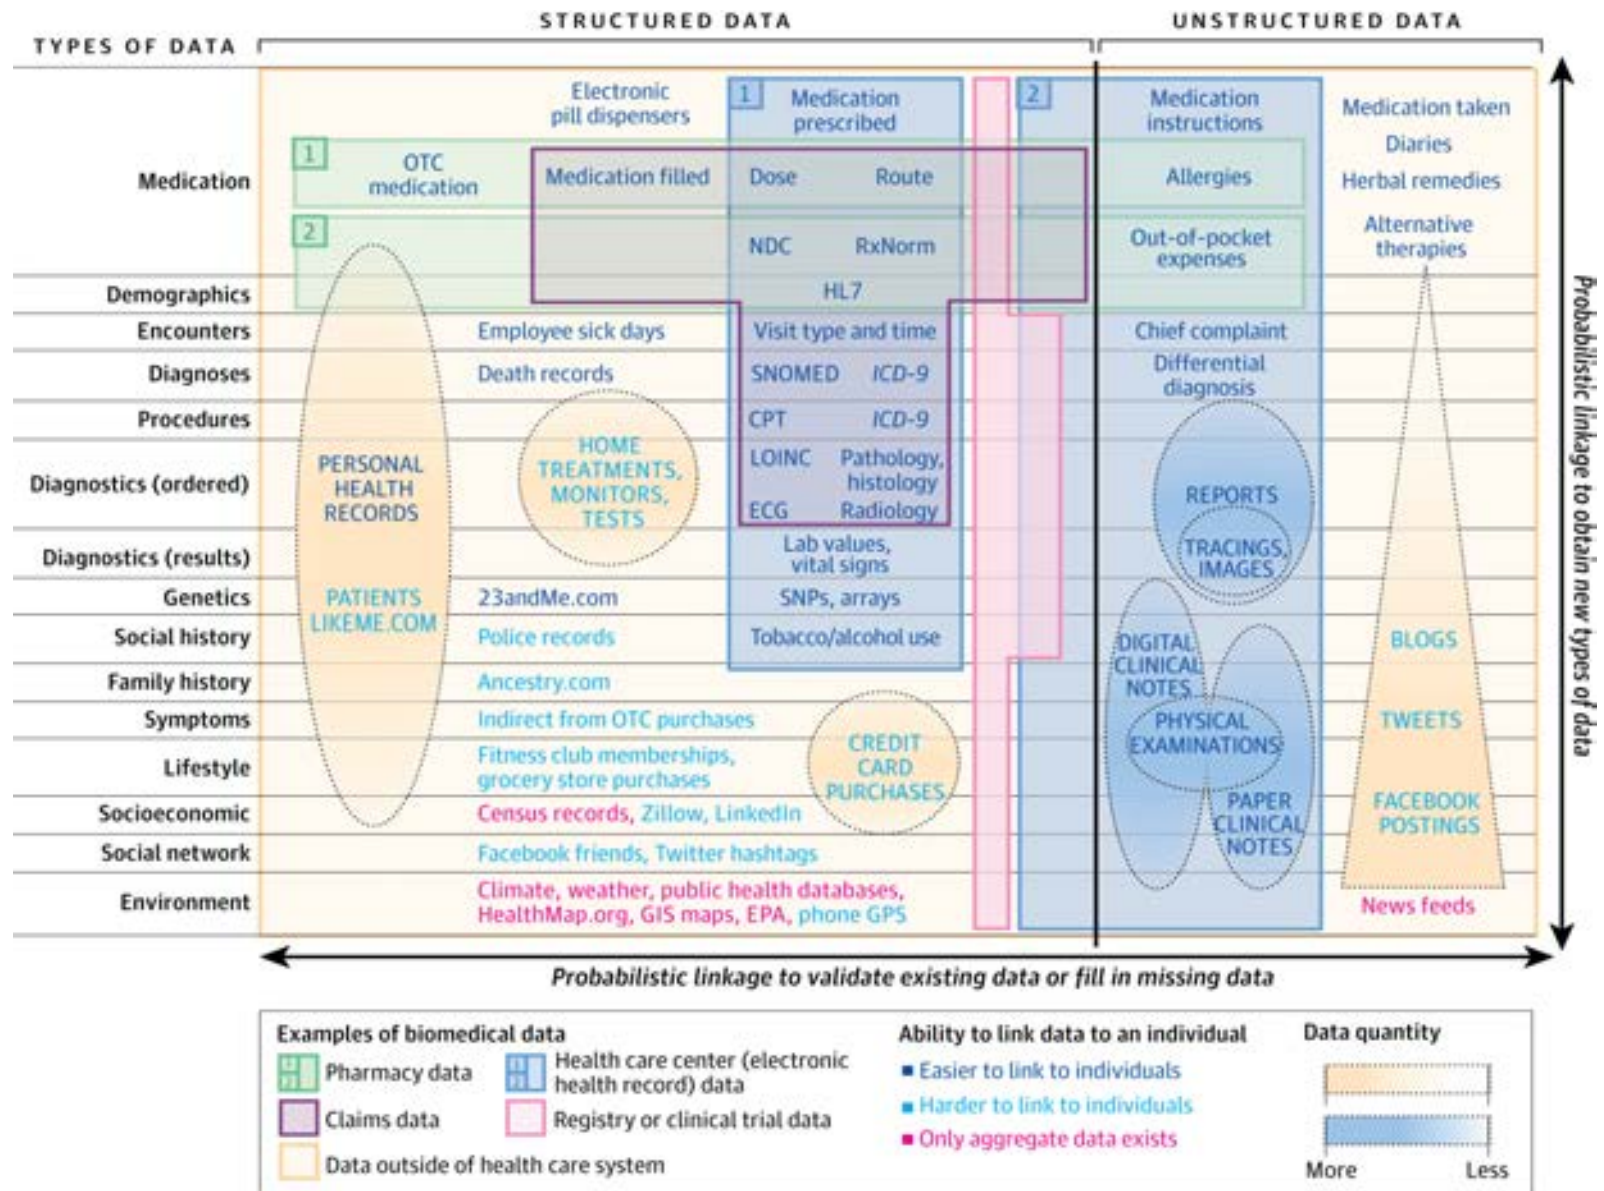 STRUCTURED DATA
UNSTRUCTURED DATA
TYPES OF DATA
Medication
Demographics
Encounters
Diagnoses
Procedures
Diagnostics (ordered)
Diagnostics (results)
Genetics
Social history
Family history
Symptoms
Lifestyle
Socioeconomic
Social network
Environment
1
OTC
medication
2
PERSONAL
HEALTH
RECORDS
PATIENTS
LIKEME.COM
Electronic
pill dispensers
Medication filled
Employee sick days
Death records
HOME
TREATMENTS,
MONITORS,
TESTS
23andMe.com
Police records
Ancestry.com
Indirect from OTC purchases
Fitness club memberships,
grocery store purchases
Census records, Zillow, LinkedIn
Facebook friends, Twitter hashtags
Climate, weather, public health databases,
HealthMap.org, GIS maps, EPA, phone GPS
CREDIT
CARD
PURCHASES
1
Medication
prescribed
Dose Route
NDC RxNorm
HL7
Visit type and time
SNOMED ICD-9
CPT ICD-9
LOINC Pathology,
histology
ECG Radiology
Lab values,
vital signs
SNPs, arrays
Tobacco/alcohol use
2
Medication
instructions
Allergies
Out-of-pocket
expenses
Chief complaint
Differential
diagnosis
REPORTS
TRACINGS,
IMAGES
DIGITAL
CLINICAL
NOTES
PHYSICAL
EXAMINATIONS
PAPER
CLINICAL
NOTES
Medication taken
Diaries
Herbal remedies
Alternative
therapies
BLOGS
TWEETS
FACEBOOK
POSTINGS
News feeds
Probabilistic linkage to obtain new types of data
Probabilistic linkage to validate existing data or fill in missing data
Examples of biomedical data
1
2
Pharmacy data
1
2
Health care center (electronic
health record) data
Claims data
Registry or clinical trial data
Data outside of health care system
Ability to link data to an individual
Easier to link to individuals
Harder to link to individuals
Only aggregate data exists
Data quantity
More Less